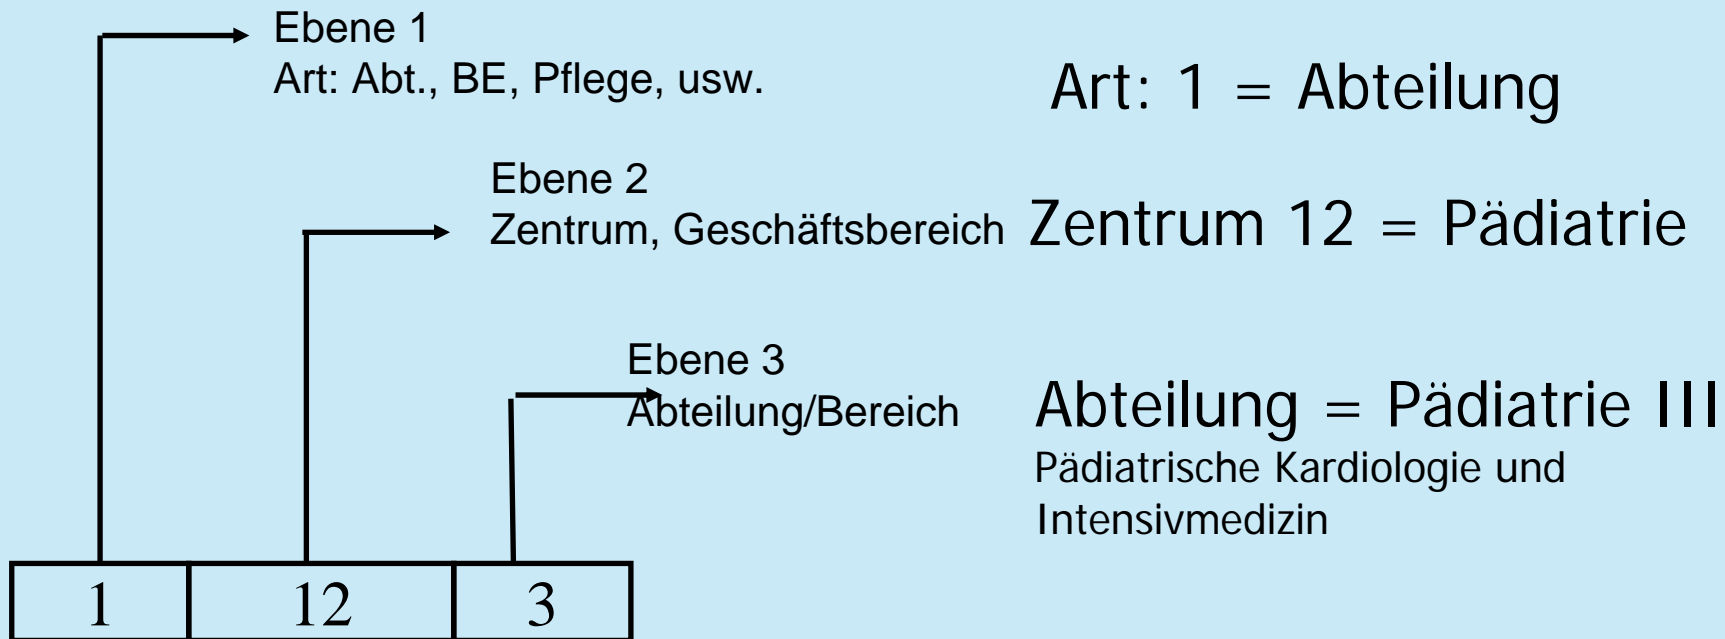 Ebene 1
Art: Abt., BE, Pflege, usw.
Art: 1 = Abteilung
Ebene 2
Zentrum, Geschäftsbereich
Zentrum 12 = Pädiatrie
Ebene 3
Abteilung/Bereich
Abteilung = Pädiatrie III
Pädiatrische Kardiologie und
Intensivmedizin
1 12 3